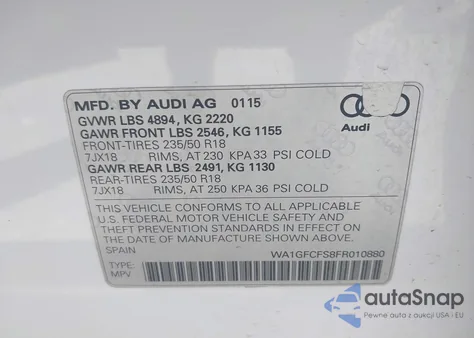 MFD. BY AUDI AG 0115
GVWR LBS 4894, KG 2220
GAWR FRONT LBS 2546, KG 1155
FRONT-TIRES 235/50 R18
7JX18 RIMS, AT 230 KPA 33 PSI COLD
GAWR REAR LBS 2491, KG 1130
REAR-TIRES 235/50 R18
7JX18 RIMS, AT 250 KPA 36 PSI COLD
Audi
THIS VEHICLE CONFORMS TO ALL APPLICABLE
U.S. FEDERAL MOTOR VEHICLE SAFETY AND
THEFT PREVENTION STANDARDS IN EFFECT ON
THE DATE OF MANUFACTURE SHOWN ABOVE.
SPAIN WA1GFCFS8FR010880
TYPE:
MPV
autoSnap
Pewne auta z aukcji USA i EU